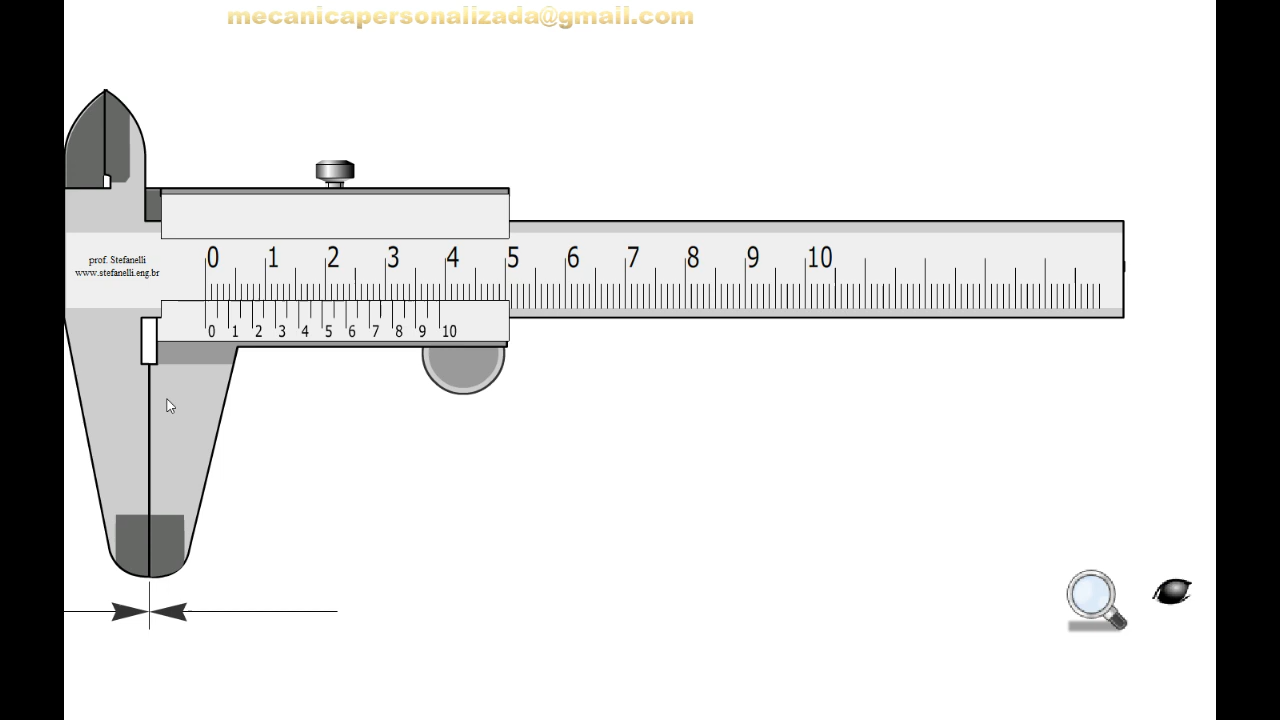 mecanicapersonalizada@gmail.com
0 1 2 3 4 5 6 7 8 9 10
prof. Stefanelli
www.stefanelli.eng.br
0 1 2 3 4 5 6 7 8 9 10